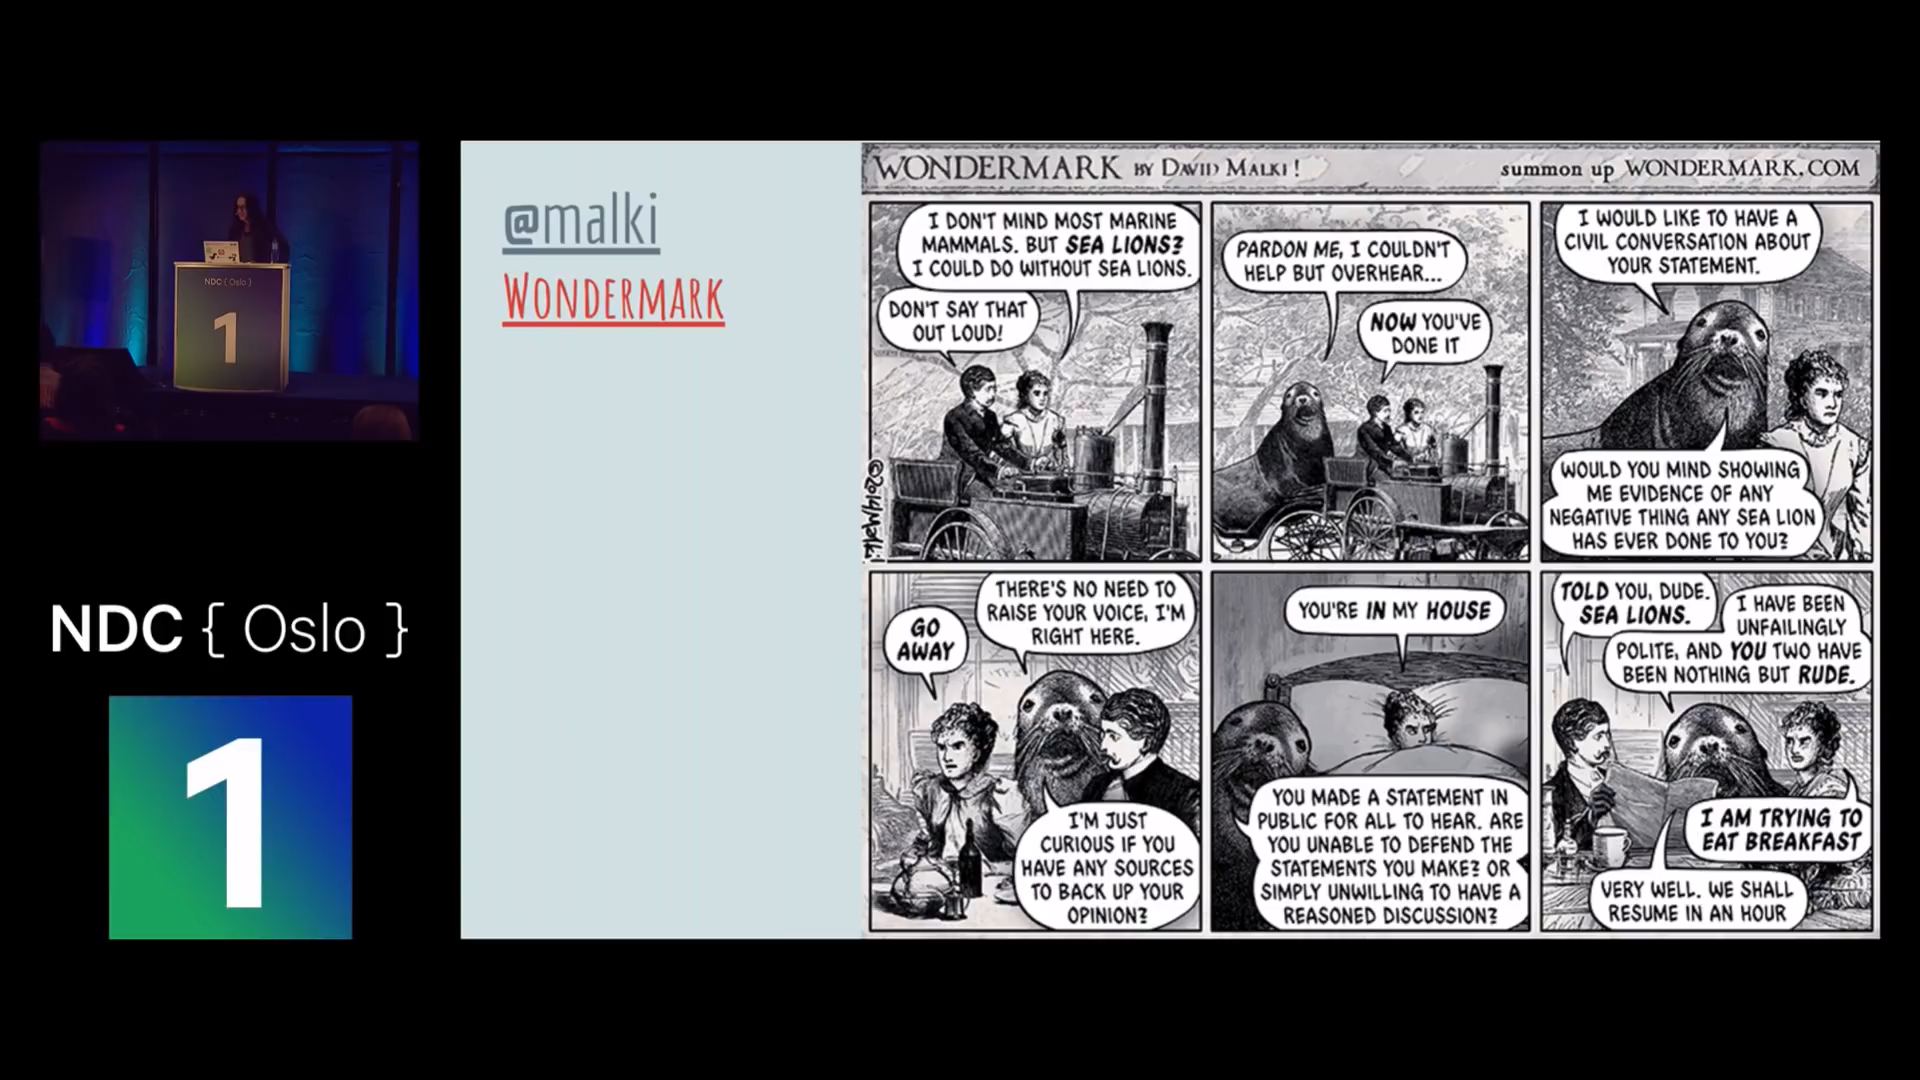 NDC { Oslo }
1
NDC { Oslo }
1
@malki
WONDERMARK
WONDERMARK BY DAVID MALKI !
summon up WONDERMARK.COM
I DON'T MIND MOST MARINE
MAMMALS. BUT SEA LIONS?
I COULD DO WITHOUT SEA LIONS.
DON'T SAY THAT
OUT LOUD!
©2014 Malki !
PARDON ME, I COULDN'T
HELP BUT OVERHEAR...
NOW YOU'VE
DONE IT
I WOULD LIKE TO HAVE A
CIVIL CONVERSATION ABOUT
YOUR STATEMENT.
WOULD YOU MIND SHOWING
ME EVIDENCE OF ANY
NEGATIVE THING ANY SEA LION
HAS EVER DONE TO YOU?
GO
AWAY
THERE'S NO NEED TO
RAISE YOUR VOICE, I'M
RIGHT HERE.
I'M JUST
CURIOUS IF YOU
HAVE ANY SOURCES
TO BACK UP YOUR
OPINION?
YOU'RE IN MY HOUSE
YOU MADE A STATEMENT IN
PUBLIC FOR ALL TO HEAR. ARE
YOU UNABLE TO DEFEND THE
STATEMENTS YOU MAKE? OR
SIMPLY UNWILLING TO HAVE A
REASONED DISCUSSION?
TOLD YOU, DUDE.
SEA LIONS.
I HAVE BEEN
UNFAILINGLY
POLITE, AND YOU TWO HAVE
BEEN NOTHING BUT RUDE.
I AM TRYING TO
EAT BREAKFAST
VERY WELL. WE SHALL
RESUME IN AN HOUR